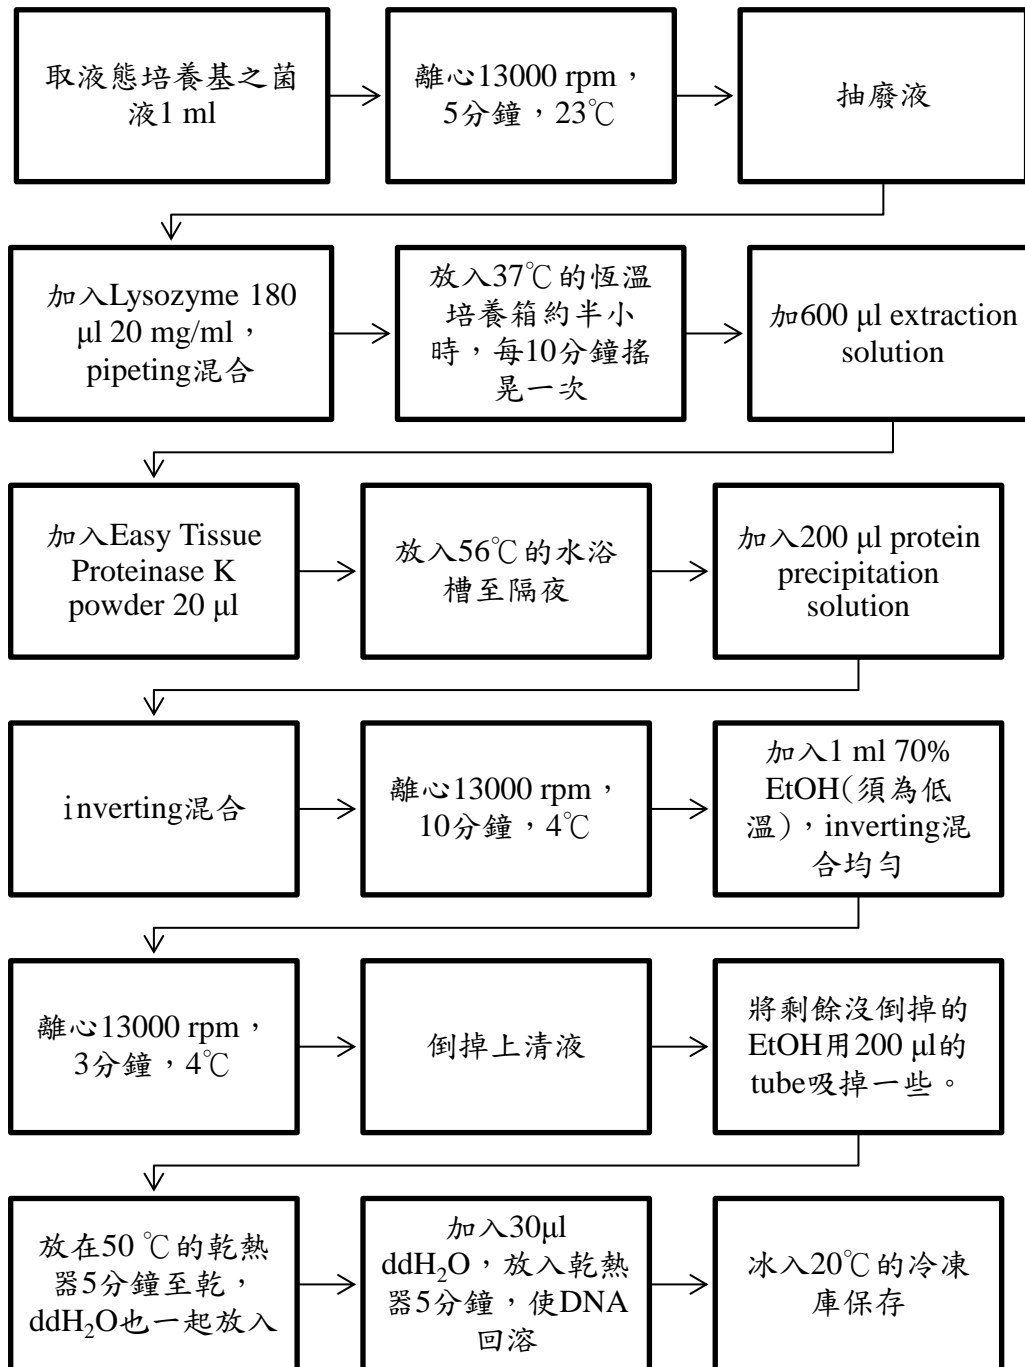 取液態培養基之菌
液1 ml
離心13000 rpm，
5分鐘，23℃
抽廢液
加入Lysozyme 180
μl 20 mg/ml，
pipeting混合
放入37℃的恆溫
培養箱約半小
時，每10分鐘搖
晃一次
加600 μl extraction
solution
加入Easy Tissue
Proteinase K
powder 20 μl
放入56℃的水浴
槽至隔夜
加入200 μl protein
precipitation
solution
inverting混合
離心13000 rpm，
10分鐘，4℃
加入1 ml 70%
EtOH(須為低
溫)，inverting混
合均勻
離心13000 rpm，
3分鐘，4℃
倒掉上清液
將剩餘沒倒掉的
EtOH用200 μl的
tube吸掉一些。
放在50 ℃的乾熱
器5分鐘至乾，
ddH₂O也一起放入
加入30μl
ddH₂O，放入乾熱
器5分鐘，使DNA
回溶
冰入20℃的冷凍
庫保存